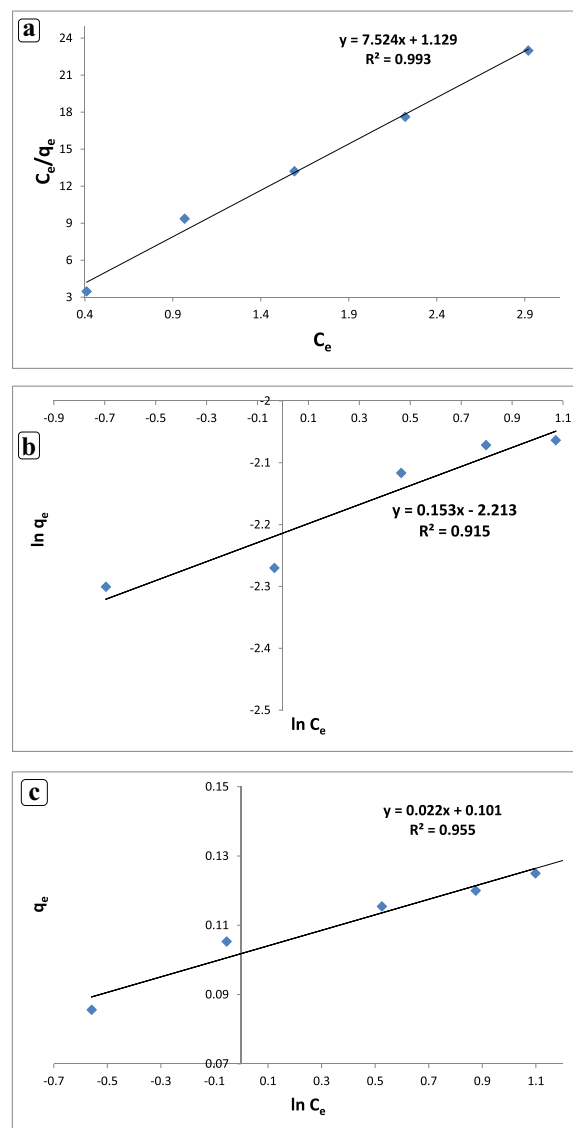 a
y = 7.524x + 1.129
R² = 0.993
24
21
18
15
12
9
6
3
Cₑ/qₑ
0.4 0.9 1.4 1.9 2.4 2.9
Cₑ
b
-2
-0.9 -0.7 -0.5 -0.3 -0.1 0.1 0.3 0.5 0.7 0.9 1.1
-2.1
-2.2
-2.3
-2.4
-2.5
ln qₑ
y = 0.153x - 2.213
R² = 0.915
ln Cₑ
c
0.15
0.13
0.11
0.09
0.07
qₑ
y = 0.022x + 0.101
R² = 0.955
-0.7 -0.5 -0.3 -0.1 0.1 0.3 0.5 0.7 0.9 1.1
ln Cₑ